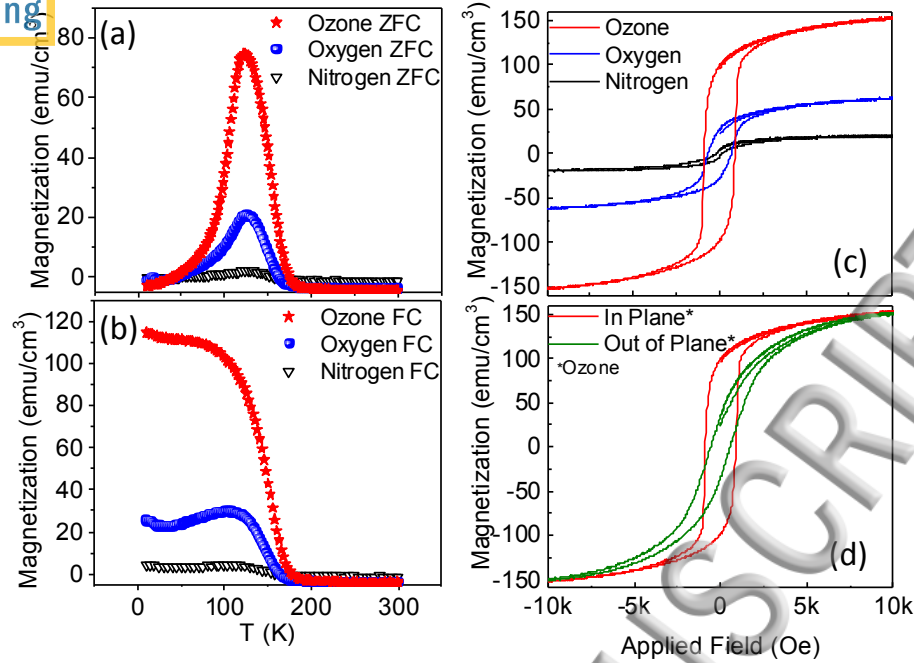 ng
(a)
Ozone ZFC
Oxygen ZFC
Nitrogen ZFC
Magnetization (emu/cm³)
80
60
40
20
0
(b)
Ozone FC
Oxygen FC
Nitrogen FC
Magnetization (emu/cm³)
120
100
80
60
40
20
0
0 100 200 300
T (K)
Ozone
Oxygen
Nitrogen
(c)
Magnetization (emu/cm³)
150
100
50
0
-50
-100
-150
In Plane*
Out of Plane*
*Ozone
(d)
Magnetization (emu/cm³)
150
100
50
0
-50
-100
-150
-10k -5k 0 5k 10k
Applied Field (Oe)
USCRIPT